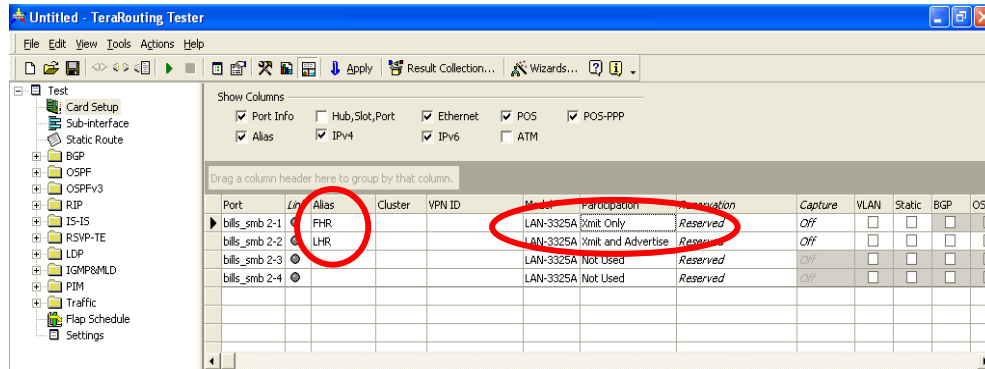 Untitled - TeraRouting Tester
File Edit View Tools Actions Help
Apply Result Collection... Wizards...
Test
Card Setup
Sub-interface
Static Route
BGP
OSPF
OSPFv3
RIP
IS-IS
RSVP-TE
LDP
IGMP&MLD
PIM
Traffic
Flap Schedule
Settings
Show Columns
Port Info Hub,Slot,Port Ethernet POS POS-PPP
Alias IPv4 IPv6 ATM
Drag a column header here to group by that column.
Port Alias Cluster VPN ID Model Participation Reservation Capture VLAN Static BGP
bills_smb 2-1 FHR LAN-3325A Xmit Only Reserved Off
bills_smb 2-2 LHR LAN-3325A Xmit and Advertise Reserved Off
bills_smb 2-3 LAN-3325A Not Used Reserved Off
bills_smb 2-4 LAN-3325A Not Used Reserved Off